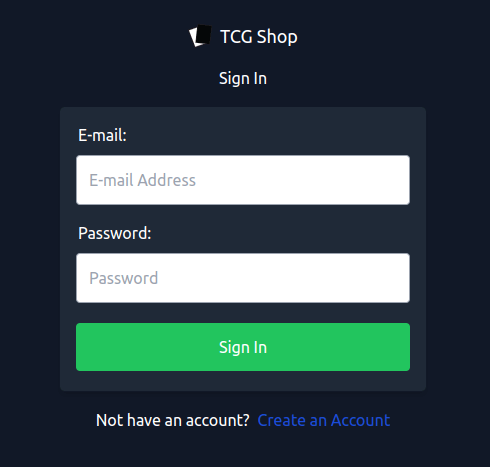 TCG Shop
Sign In
E-mail:
E-mail Address
Password:
Password
Sign In
Not have an account? Create an Account